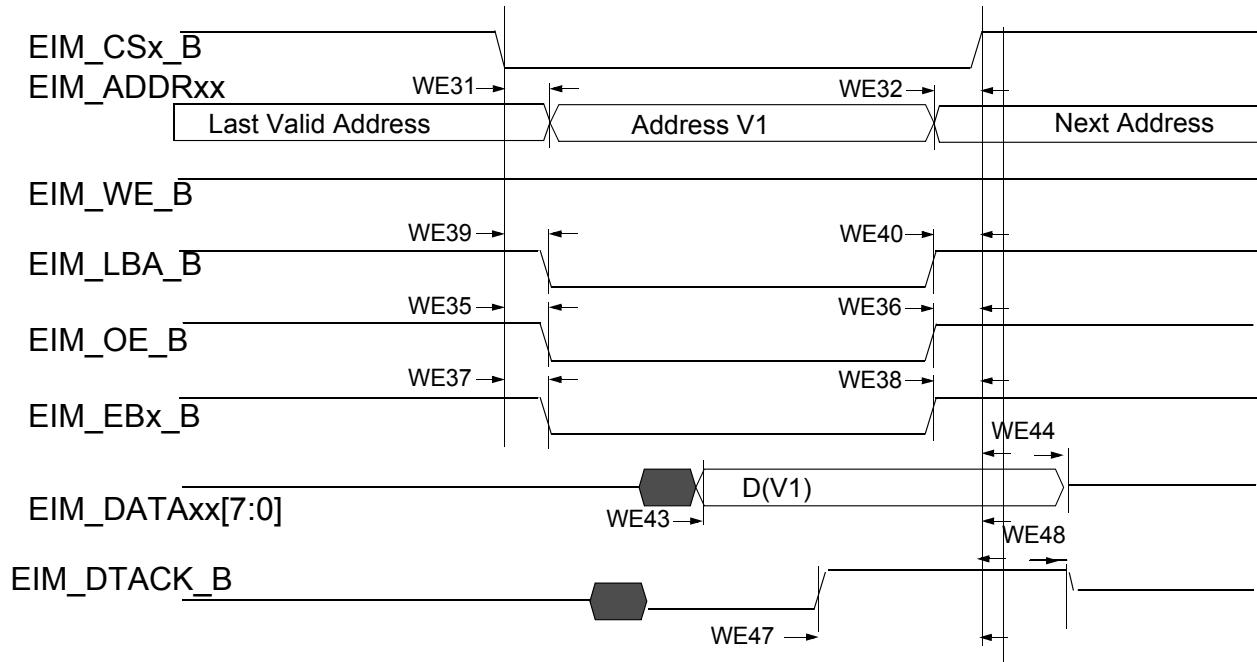 EIM_CSx_B
EIM_ADDRxx
WE31
WE32
Last Valid Address
Address V1
Next Address
EIM_WE_B
WE39
WE40
EIM_LBA_B
WE35
WE36
EIM_OE_B
WE37
WE38
EIM_EBx_B
WE44
D(V1)
EIM_DATAxx[7:0]
WE43
WE48
EIM_DTACK_B
WE47